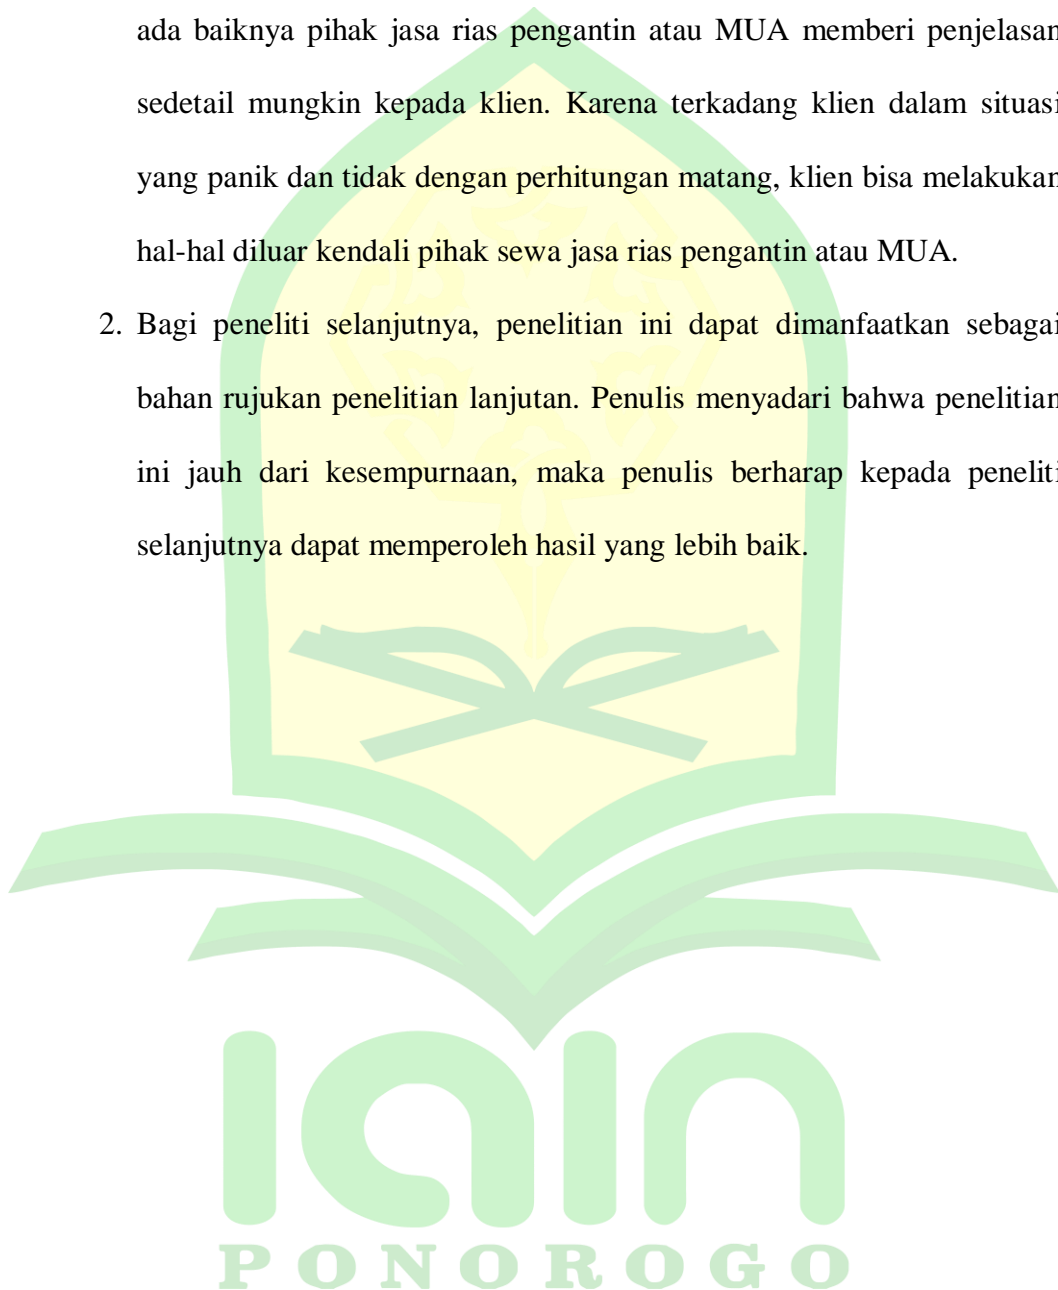 ada baiknya pihak jasa rias pengantin atau MUA memberi penjelasan
sedetail mungkin kepada klien. Karena terkadang klien dalam situasi
yang panik dan tidak dengan perhitungan matang, klien bisa melakukan
hal-hal diluar kendali pihak sewa jasa rias pengantin atau MUA.
2. Bagi peneliti selanjutnya, penelitian ini dapat dimanfaatkan sebagai
bahan rujukan penelitian lanjutan. Penulis menyadari bahwa penelitian
ini jauh dari kesempurnaan, maka penulis berharap kepada peneliti
selanjutnya dapat memperoleh hasil yang lebih baik.
iain
PONOROGO